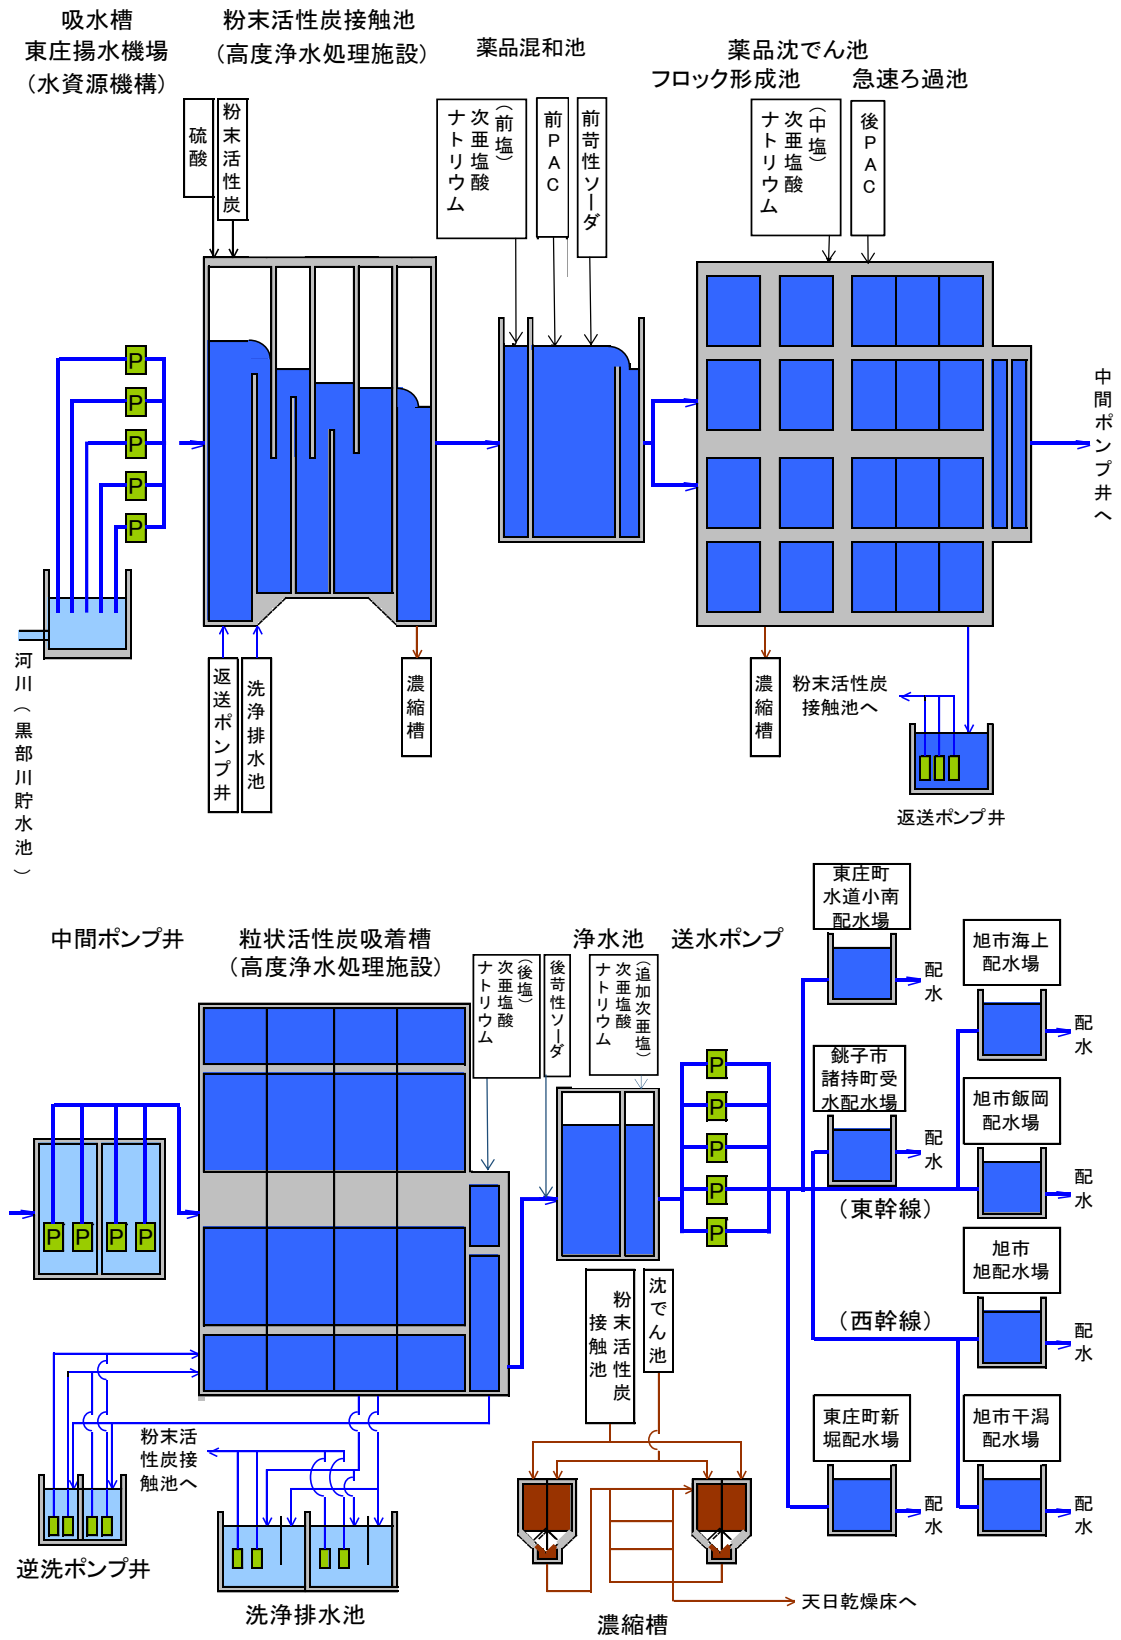 吸水槽
東庄揚水機場
（水資源機構）
粉末活性炭接触池
（高度浄水処理施設）
薬品混和池
薬品沈でん池
フロック形成池
急速ろ過池
硫酸
粉末活性炭
（前塩）
次亜塩酸
ナトリウム
前PAC
前苛性ソーダ
（中塩）
次亜塩酸
ナトリウム
後PAC
P
P
P
P
P
中間ポンプ井へ
河川（黒部川貯水池）
返送ポンプ井
洗浄排水池
濃縮槽
濃縮槽
粉末活性炭
接触池へ
返送ポンプ井
中間ポンプ井
粒状活性炭吸着槽
（高度浄水処理施設）
浄水池
送水ポンプ
（後塩）
次亜塩酸
ナトリウム
後苛性ソーダ
（追加次亜塩）
次亜塩酸
ナトリウム
P
P
P
P
P
P
P
P
P
東庄町
水道小南
配水場
配
水
旭市海上
配水場
配
水
銚子市
諸持町受
水配水場
配
水
旭市飯岡
配水場
配
水
（東幹線）
旭市
旭配水場
配
水
（西幹線）
東庄町新
堀配水場
配
水
旭市干潟
配水場
配
水
粉末活性炭
接触池
沈でん池
粉末活
性炭接
触池へ
逆洗ポンプ井
洗浄排水池
濃縮槽
天日乾燥床へ